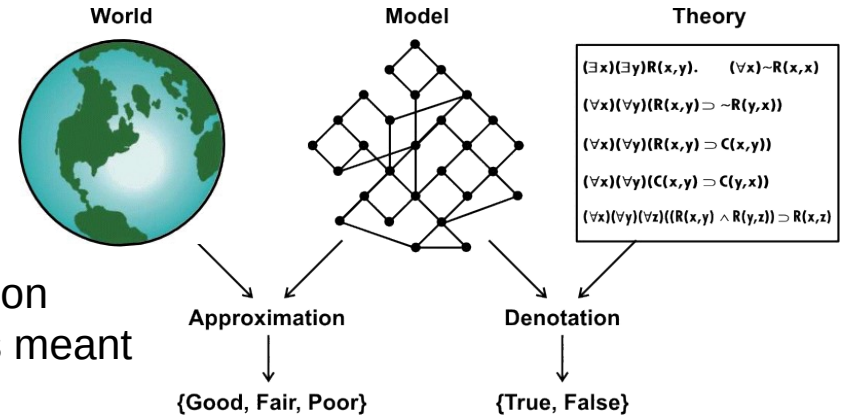 World
Model
Theory
(∃x)(∃y)R(x,y). (∀x)~R(x,x)
(∀x)(∀y)(R(x,y)⊃ ~R(y,x))
(∀x)(∀y)(R(x,y)⊃C(x,y))
(∀x)(∀y)(C(x,y)⊃C(y,x))
(∀x)(∀y)(∀z)((R(x,y) ∧ R(y,z))⊃R(x,z)
on
meant
Approximation
Denotation
{Good, Fair, Poor}
{True, False}